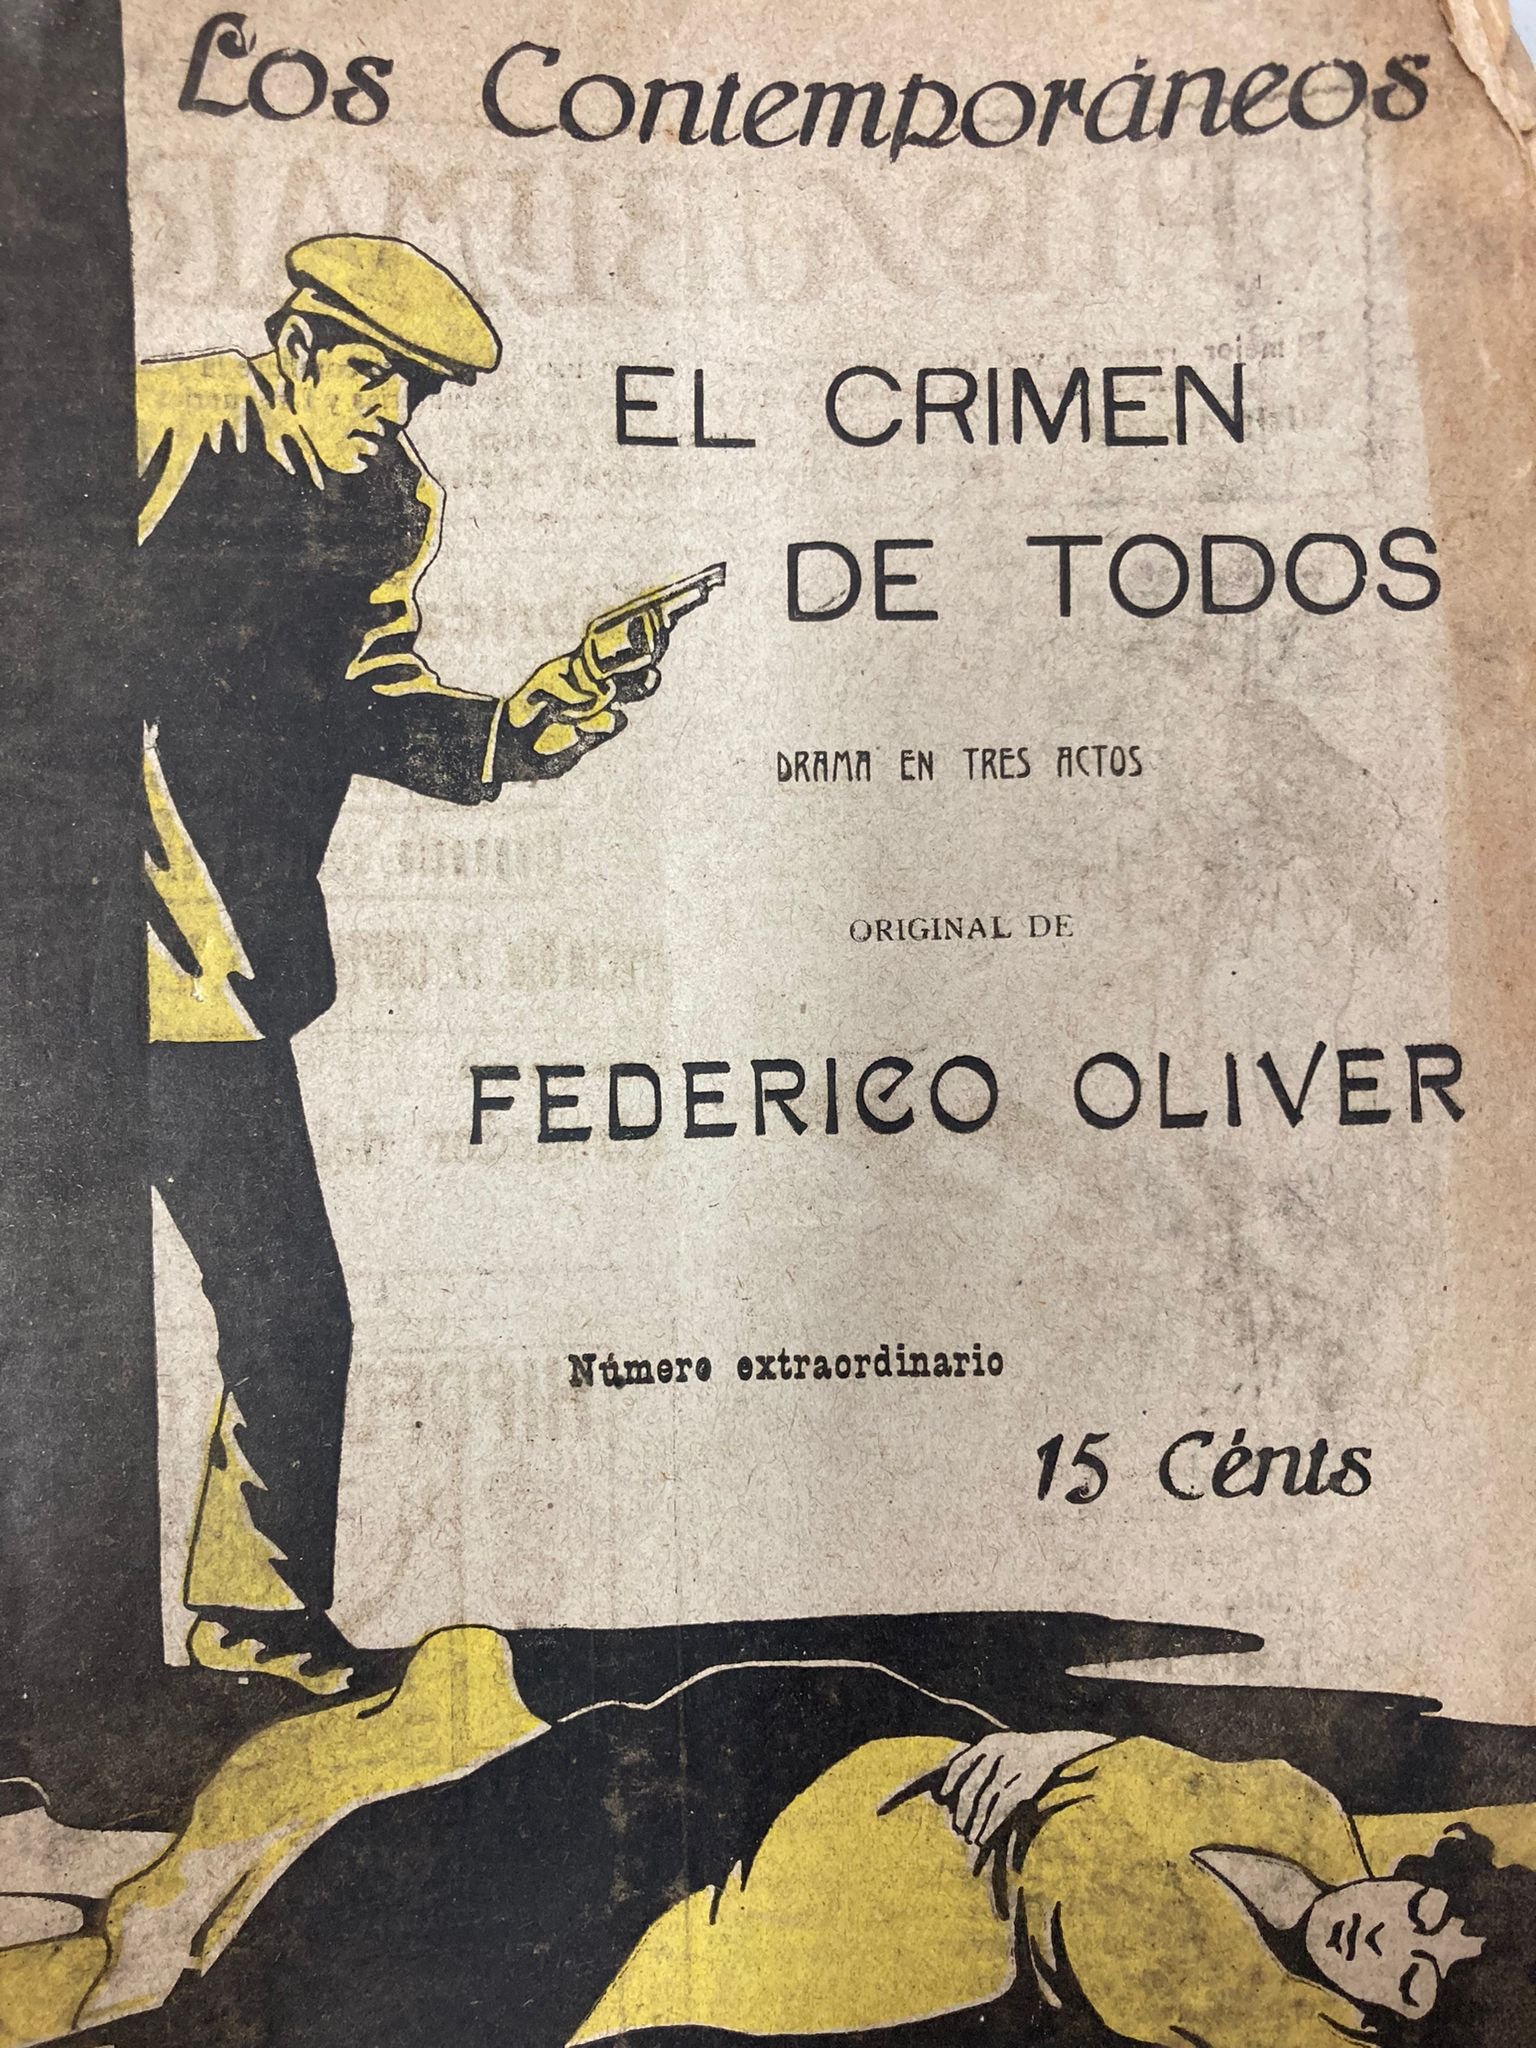 Los Contemporáneos
EL CRIMEN
DE TODOS
DRAMA EN TRES ACTOS
ORIGINAL DE
FEDERICO OLIVER
Número extraordinario
15 Cénts